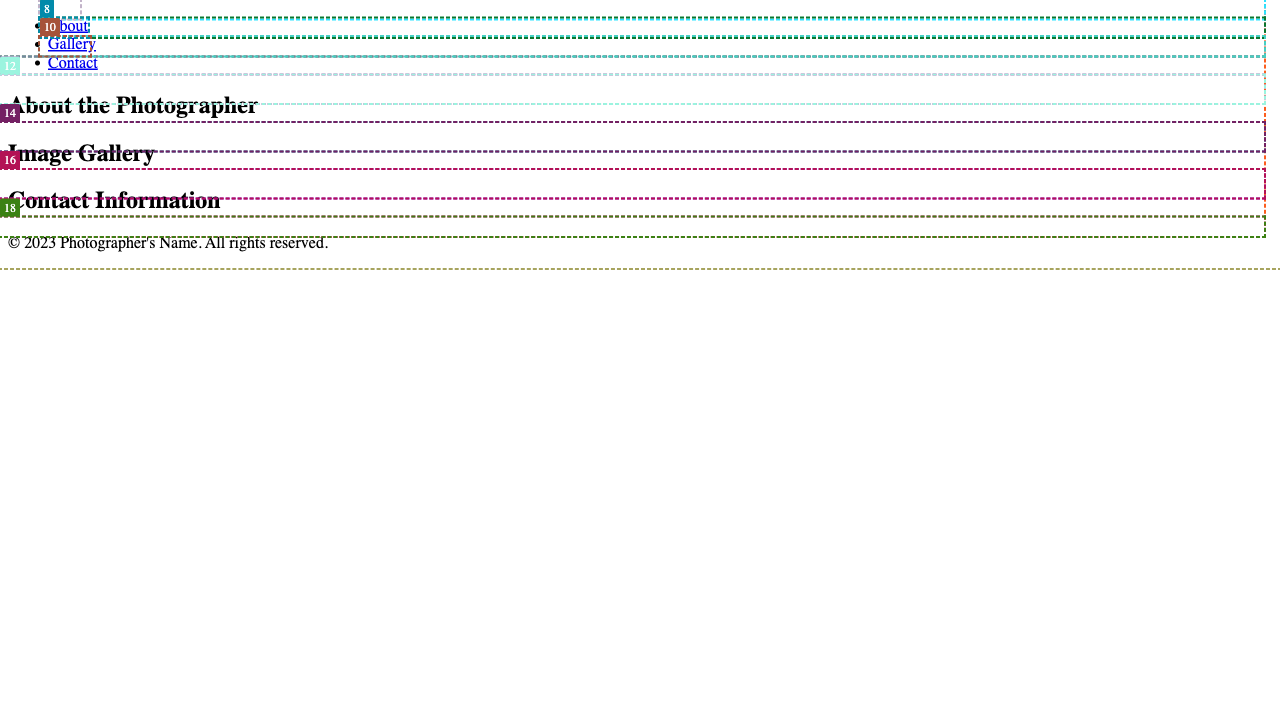 8
10 bout
Gallery
12 Contact
About the Photographer
14
Image Gallery
16
Contact Information
18
© 2023 Photographer's Name. All rights reserved.